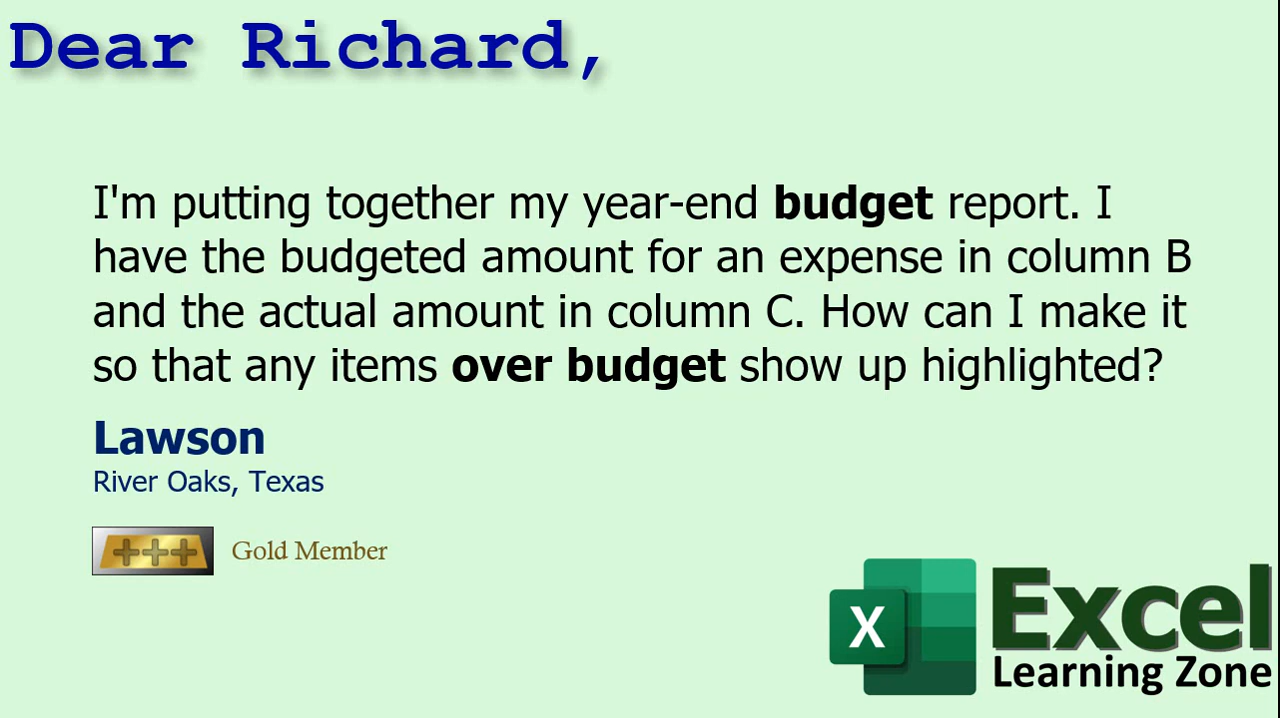 Dear Richard,
I'm putting together my year-end budget report. I
have the budgeted amount for an expense in column B
and the actual amount in column C. How can I make it
so that any items over budget show up highlighted?
Lawson
River Oaks, Texas
+++ Gold Member
X Excel
Learning Zone